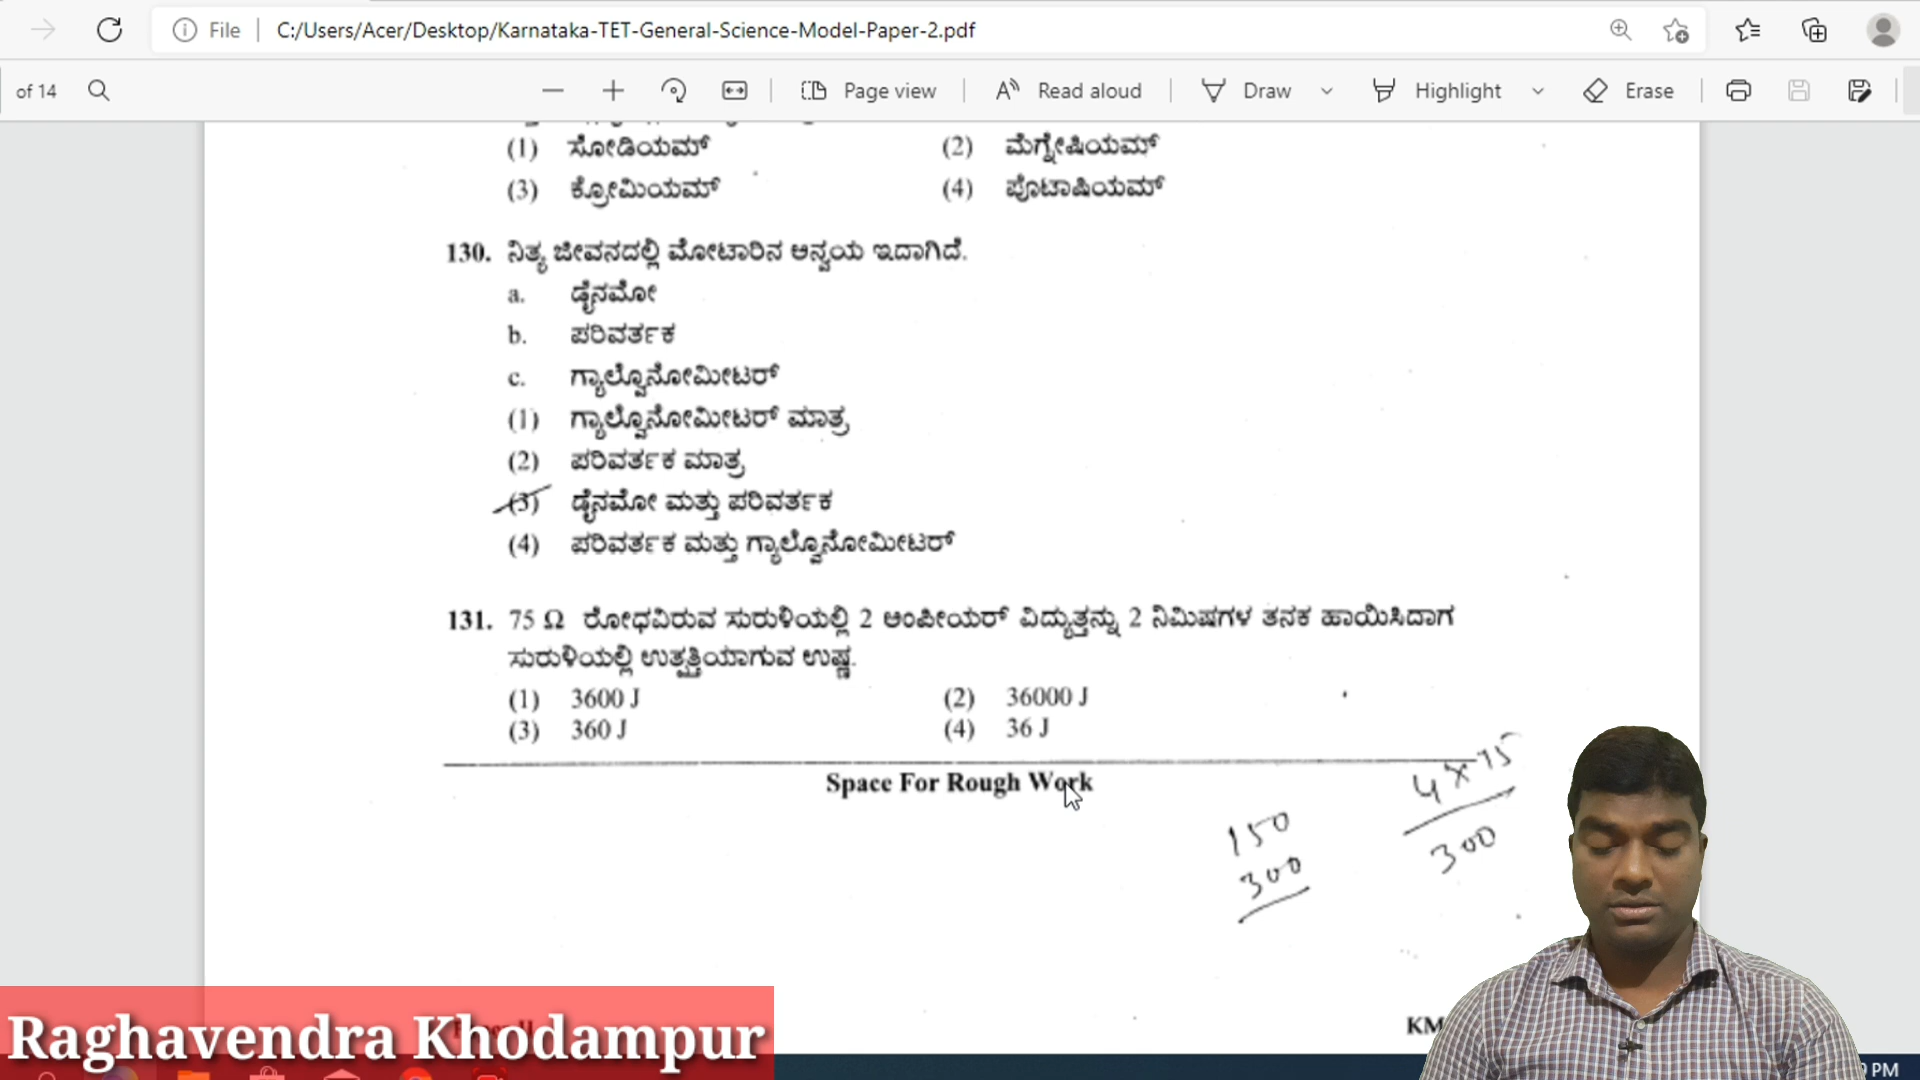 File
C:/Users/Acer/Desktop/Karnataka-TET-General-Science-Model-Paper-2.pdf
of 14
Page view
Read aloud
Draw
Highlight
Erase
(1) ಸೋಡಿಯಮ್ (2) ಮೆಗ್ನೇಷಿಯಮ್
(3) ಕ್ರೋಮಿಯಮ್ (4) ಪೊಟಾಷಿಯಮ್
130. ನಿತ್ಯ ಜೀವನದಲ್ಲಿ ಮೋಟಾರಿನ ಅನ್ವಯ ಇದಾಗಿದೆ.
a. ಡೈನಮೋ
b. ಪರಿವರ್ತಕ
c. ಗ್ಯಾಲ್ವೊನೋಮೀಟರ್
(1) ಗ್ಯಾಲ್ವೊನೋಮೀಟರ್ ಮಾತ್ರ
(2) ಪರಿವರ್ತಕ ಮಾತ್ರ
(3) ಡೈನಮೋ ಮತ್ತು ಪರಿವರ್ತಕ
(4) ಪರಿವರ್ತಕ ಮತ್ತು ಗ್ಯಾಲ್ವೊನೋಮೀಟರ್
131. 75 Ω ರೋಧವಿರುವ ಸುರುಳಿಯಲ್ಲಿ 2 ಅಂಪೀಯರ್ ವಿದ್ಯುತ್ತನ್ನು 2 ನಿಮಿಷಗಳ ತನಕ ಹಾಯಿಸಿದಾಗ
ಸುರುಳಿಯಲ್ಲಿ ಉತ್ಪತ್ತಿಯಾಗುವ ಉಷ್ಣ.
(1) 3600 J (2) 36000 J
(3) 360 J (4) 36 J
Space For Rough Work
4 × 75
300
150
300
KM
Raghavendra Khodampur
PM